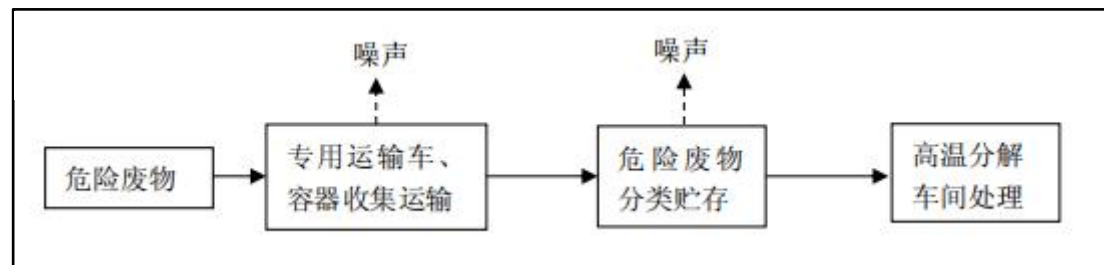 噪声
噪声
危险废物
专用运输车、
容器收集运输
危险废物
分类贮存
高温分解
车间处理